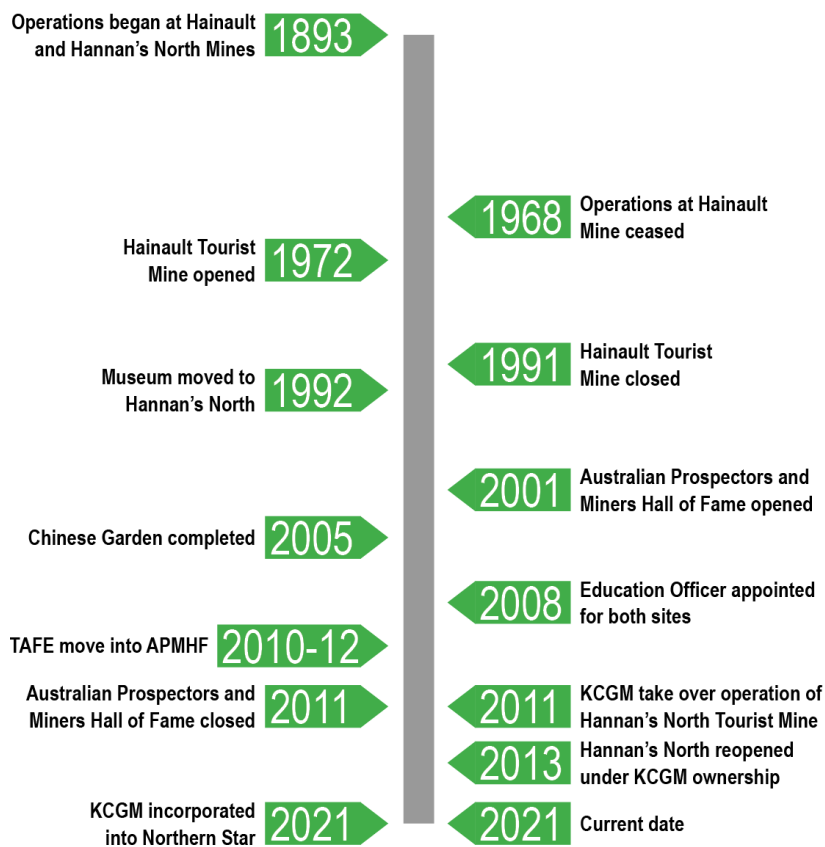 Operations began at Hainault
and Hannan's North Mines
1893
1968
Operations at Hainault
Mine ceased
Hainault Tourist
Mine opened
1972
1991
Hainault Tourist
Mine closed
Museum moved to
Hannan's North
1992
2001
Australian Prospectors and
Miners Hall of Fame opened
Chinese Garden completed
2005
2008
Education Officer appointed
for both sites
TAFE move into APMHF
2010-12
Australian Prospectors and
Miners Hall of Fame closed
2011
2011
KCGM take over operation of
Hannan's North Tourist Mine
2013
Hannan's North reopened
under KCGM ownership
KCGM incorporated
into Northern Star
2021
2021
Current date